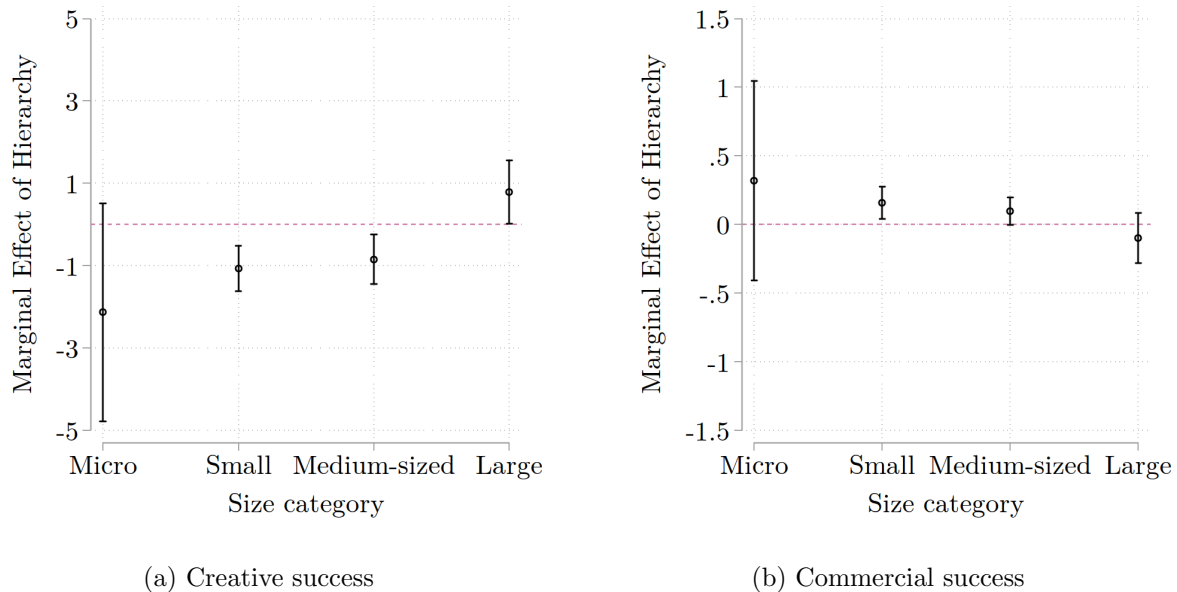 Marginal Effect of Hierarchy
5
3
1
-1
-3
-5
Micro Small Medium-sized Large
Size category
(a) Creative success
Marginal Effect of Hierarchy
1.5
1
.5
0
-.5
-1
-1.5
Micro Small Medium-sized Large
Size category
(b) Commercial success